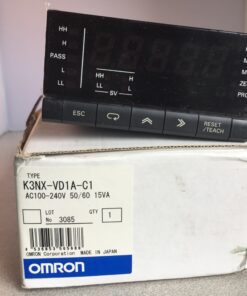 HH
H
PASS
L
LL
HH
H
L
LL
SV
ESC
RESET
/TEACH
TYPE
K3NX-VD1A-C1
AC100-240V 50/60 15VA
LOT
No 3085
QTY
1
OMRON Corporation MADE IN JAPAN
OMRON